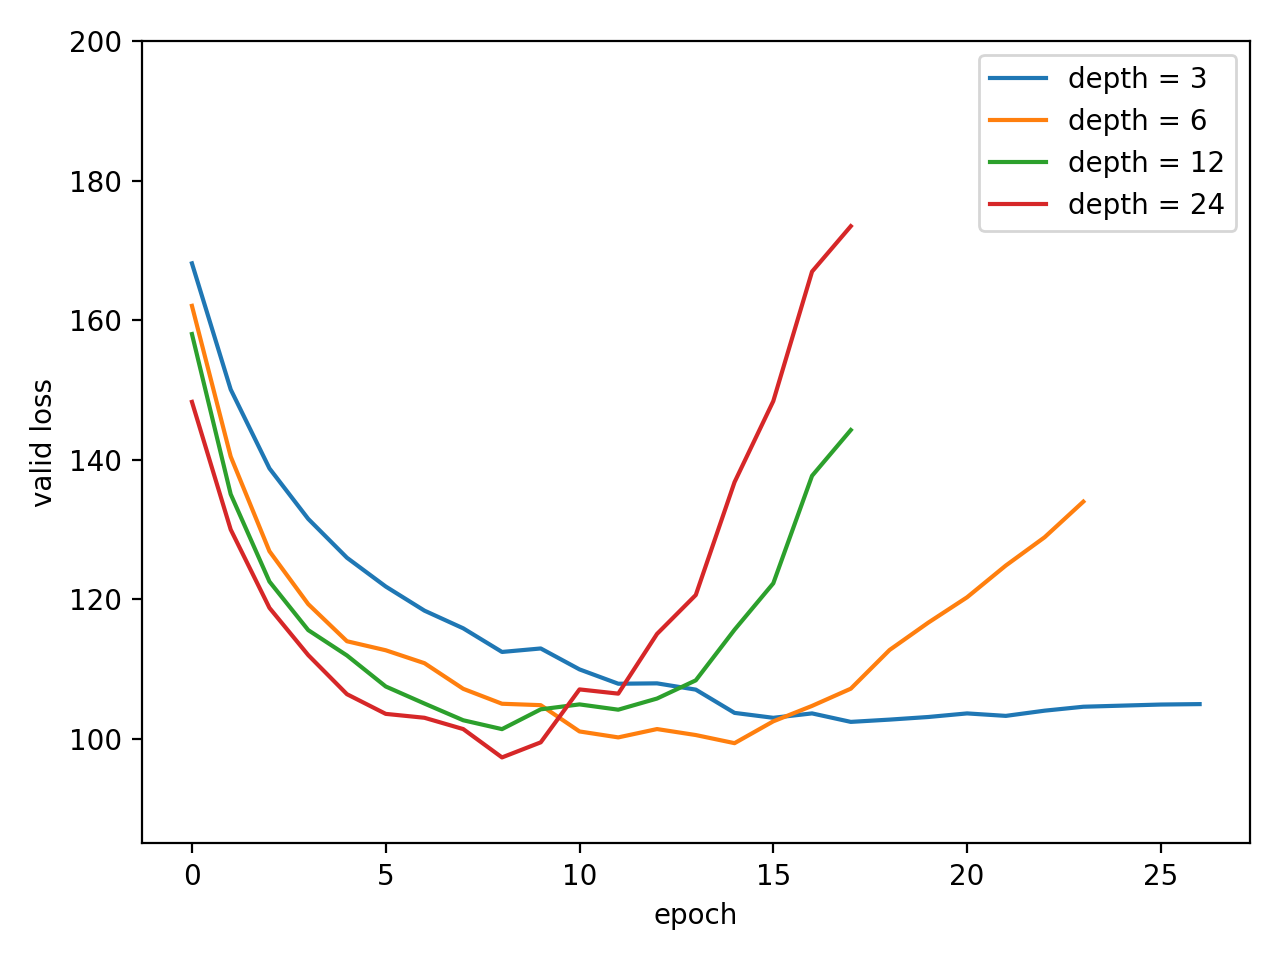 200
180
160
140
120
100
valid loss
0 5 10 15 20 25
epoch
depth = 3
depth = 6
depth = 12
depth = 24